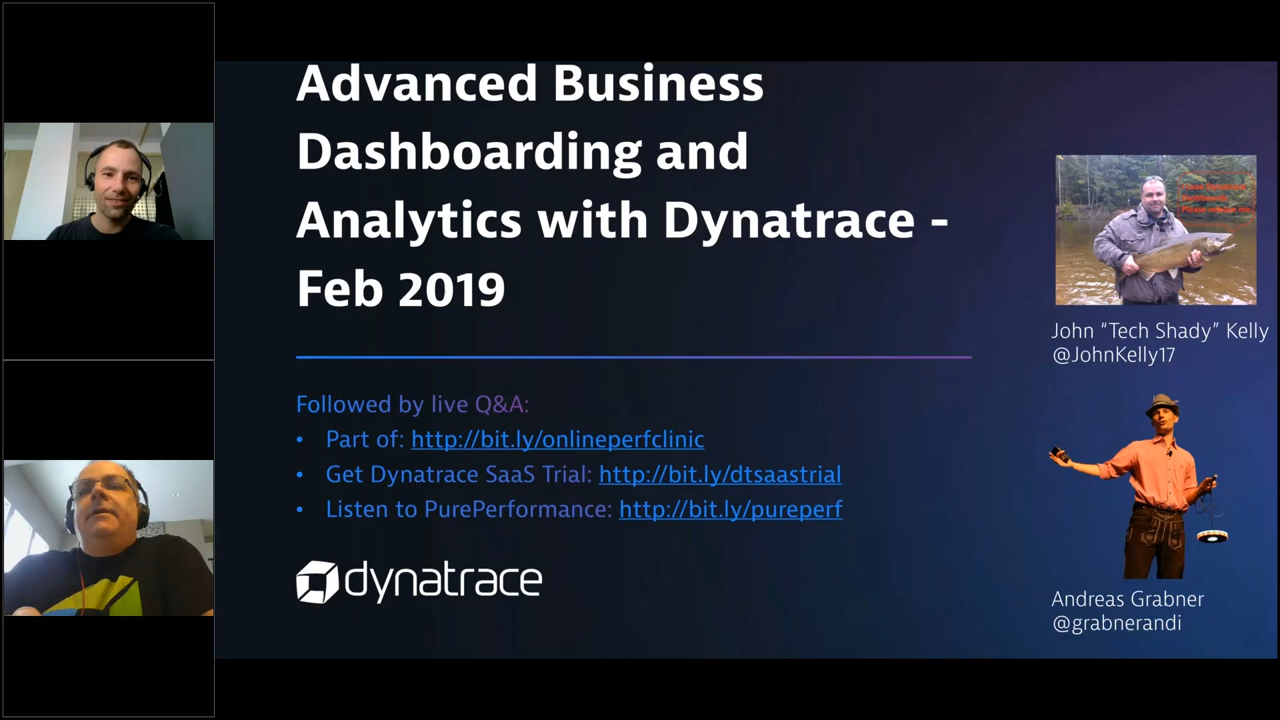 Advanced Business
Dashboarding and
Analytics with Dynatrace -
Feb 2019
Followed by live Q&A:
• Part of: http://bit.ly/onlineperfclinic
• Get Dynatrace SaaS Trial: http://bit.ly/dtsaastrial
• Listen to PurePerformance: http://bit.ly/pureperf
dynatrace
John “Tech Shady” Kelly
@JohnKelly17
Andreas Grabner
@grabnerandi